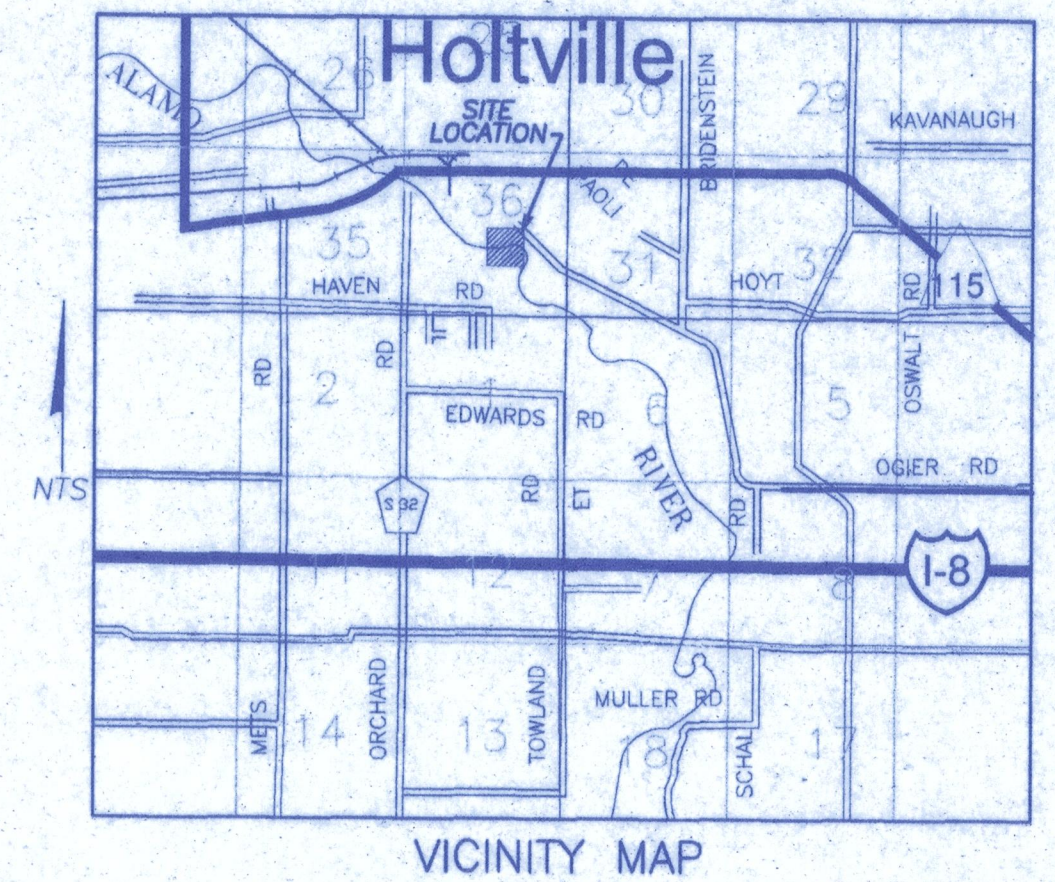 Holtville
25
26
30
29
ALAMO
SITE
LOCATION
BRIDENSTEIN
KAVANAUGH
36
PAOLI
35
31
HOYT
32
RD
115
HAVEN RD
RD
RD
2
1
OSWALT
6
5
EDWARDS RD
RIVER
OGIER RD
NTS
S 32
RD
ET
RD
I-8
11
12
7
8
METS
14
ORCHARD
13
TOWLAND
MULLER RD
18
SCHAL
17
VICINITY MAP